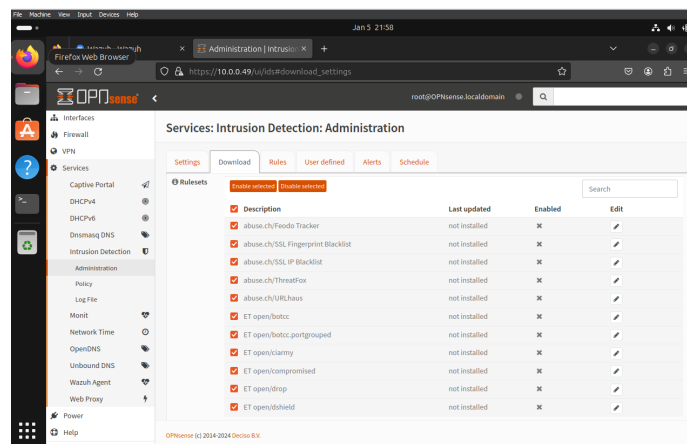 File Machine View Input Devices Help
Jan 5 21:58
Wazuh - Wazuh
Administration | Intrusion
Firefox Web Browser
https://10.0.0.49/ui/ids#download_settings
OPNsense
root@OPNsense.localdomain
Interfaces
Firewall
VPN
Services
Captive Portal
DHCPv4
DHCPv6
Dnsmasq DNS
Intrusion Detection
Administration
Policy
Log File
Monit
Network Time
OpenDNS
Unbound DNS
Wazuh Agent
Web Proxy
Power
Help
Services: Intrusion Detection: Administration
Settings Download Rules User defined Alerts Schedule
Rulesets Enable selected Disable selected Search
Description Last updated Enabled Edit
abuse.ch/Feodo Tracker not installed
abuse.ch/SSL Fingerprint Blacklist not installed
abuse.ch/SSL IP Blacklist not installed
abuse.ch/ThreatFox not installed
abuse.ch/URLhaus not installed
ET open/botcc not installed
ET open/botcc.portgrouped not installed
ET open/ciarmy not installed
ET open/compromised not installed
ET open/drop not installed
ET open/dshield not installed
OPNsense (c) 2014-2024 Deciso B.V.